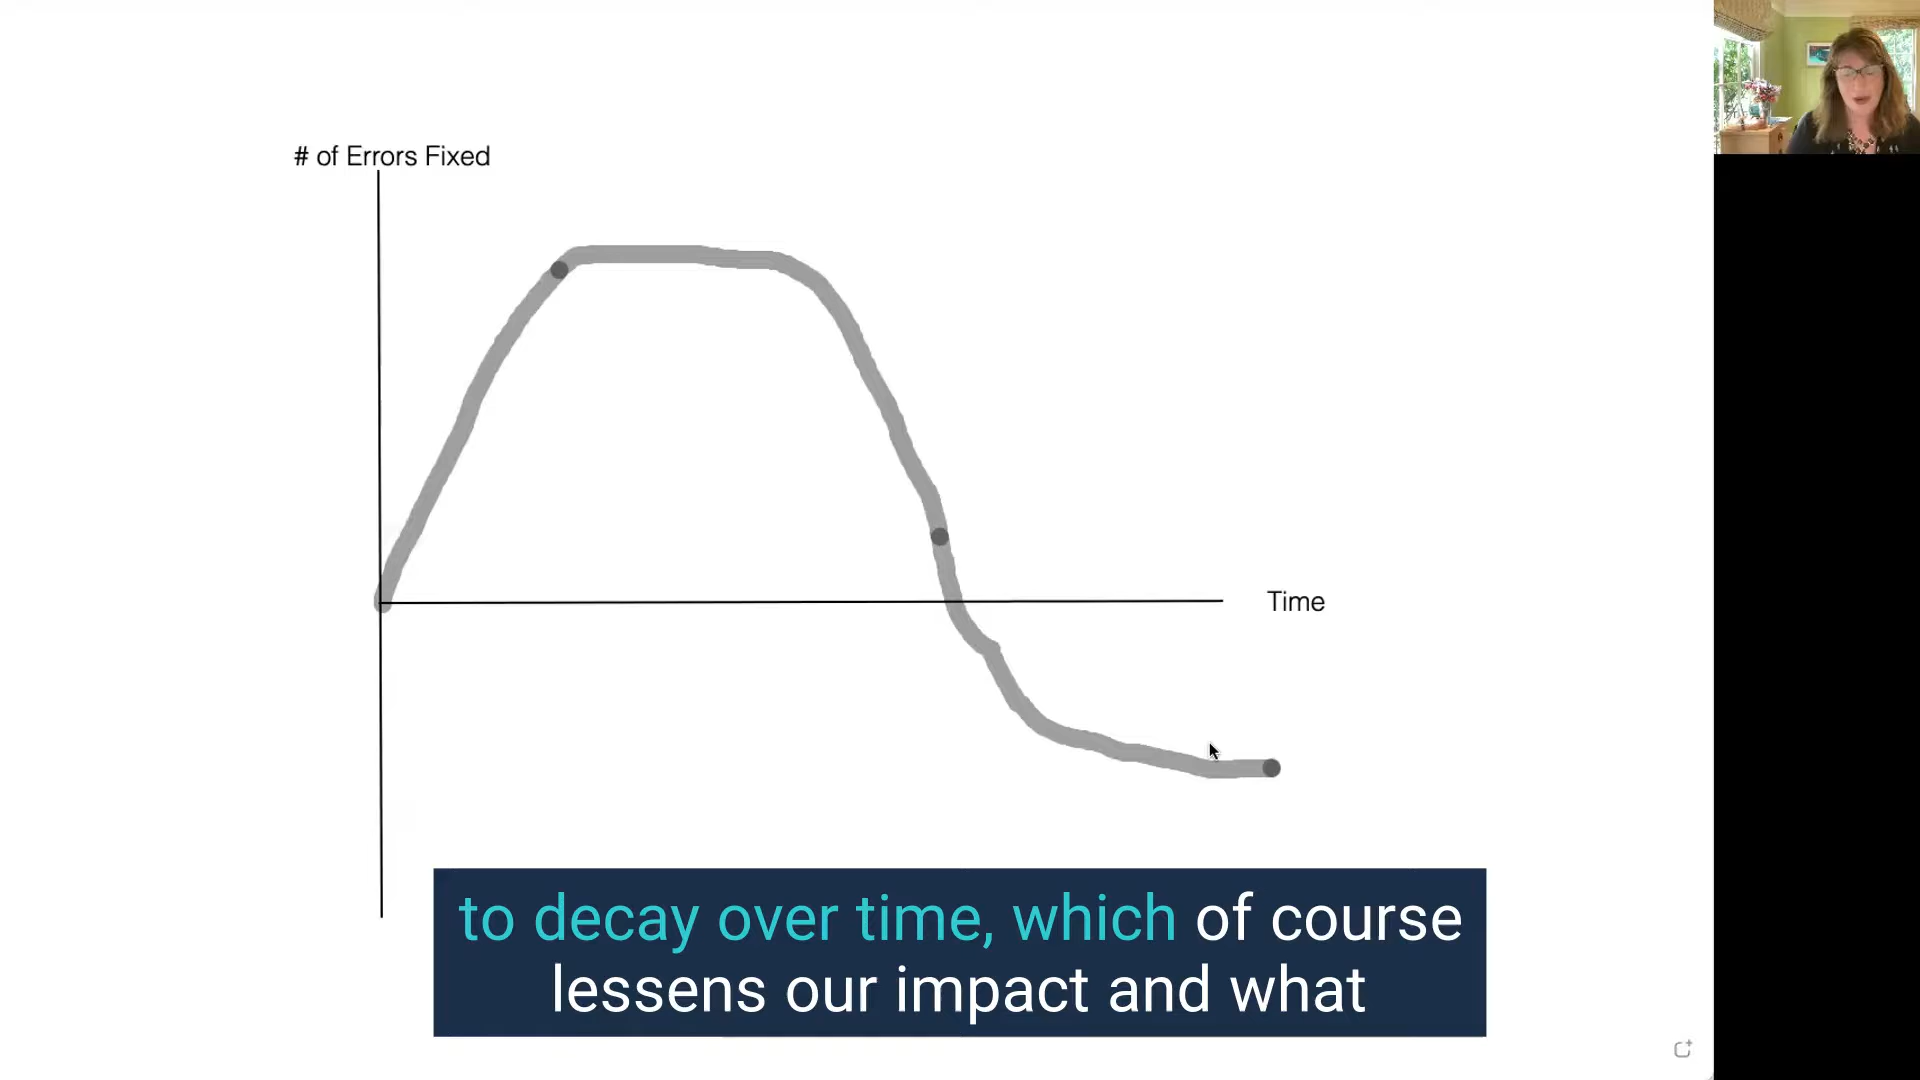 # of Errors Fixed
Time
to decay over time, which of course
lessens our impact and what